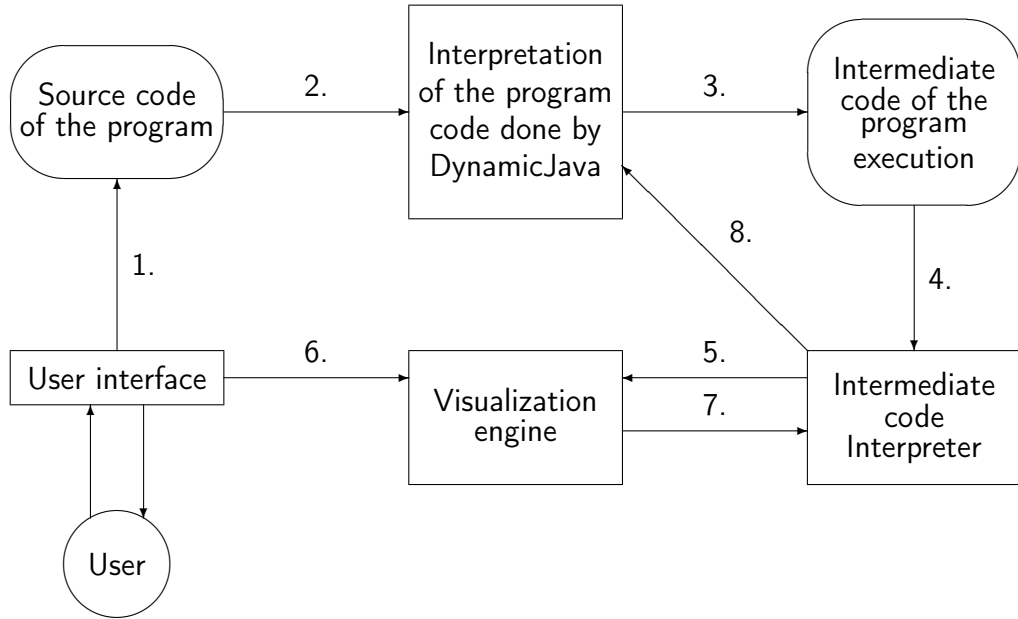 Source code
of the program
2.
Interpretation
of the program
code done by
DynamicJava
3.
Intermediate
code of the
program
execution
1.
8.
4.
User interface
6.
Visualization
engine
5.
7.
Intermediate
code
Interpreter
User